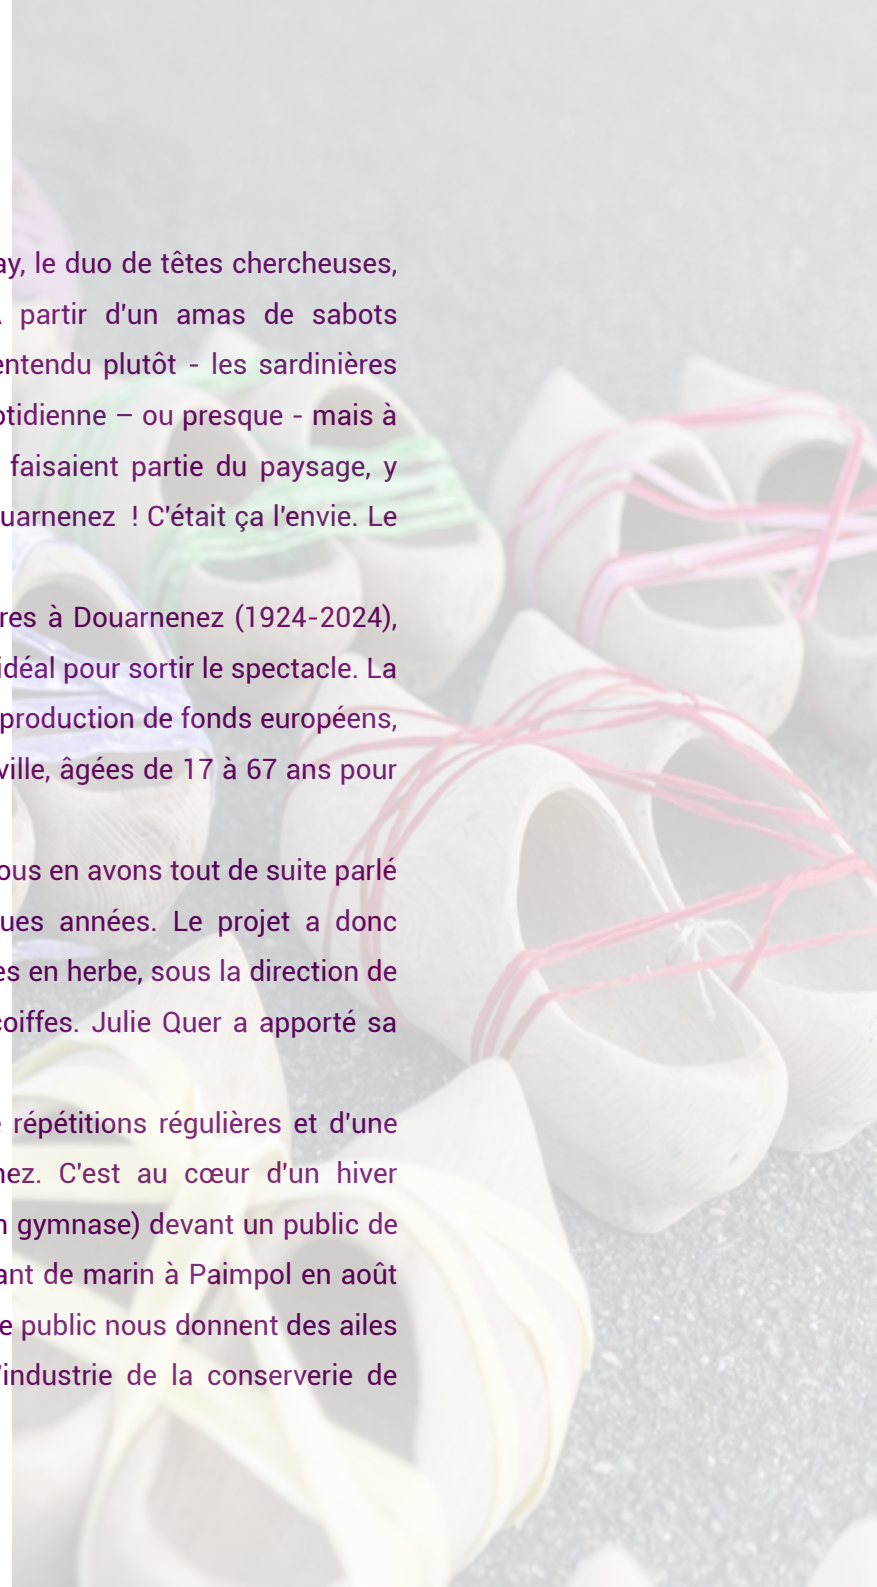 ay, le duo de têtes chercheuses,
partir d'un amas de sabots
entendu plutôt - les sardinières
otidienne – ou presque - mais à
faisaient partie du paysage, y
uarnenez ! C'était ça l'envie. Le
res à Douarnenez (1924-2024),
idéal pour sortir le spectacle. La
production de fonds européens,
ville, âgées de 17 à 67 ans pour
ous en avons tout de suite parlé
ues années. Le projet a donc
es en herbe, sous la direction de
coiffes. Julie Quer a apporté sa
répétitions régulières et d'une
nez. C'est au cœur d'un hiver
n gymnase) devant un public de
ant de marin à Paimpol en août
e public nous donnent des ailes
'industrie de la conserverie de